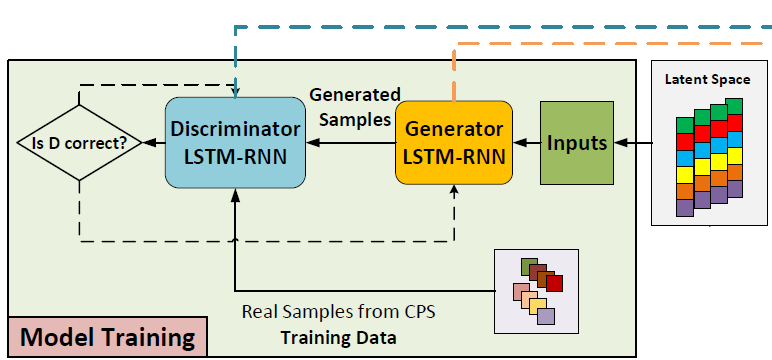 Latent Space
Generated
Samples
Is D correct?
Discriminator
LSTM-RNN
Generator
LSTM-RNN
Inputs
Real Samples from CPS
Training Data
Model Training